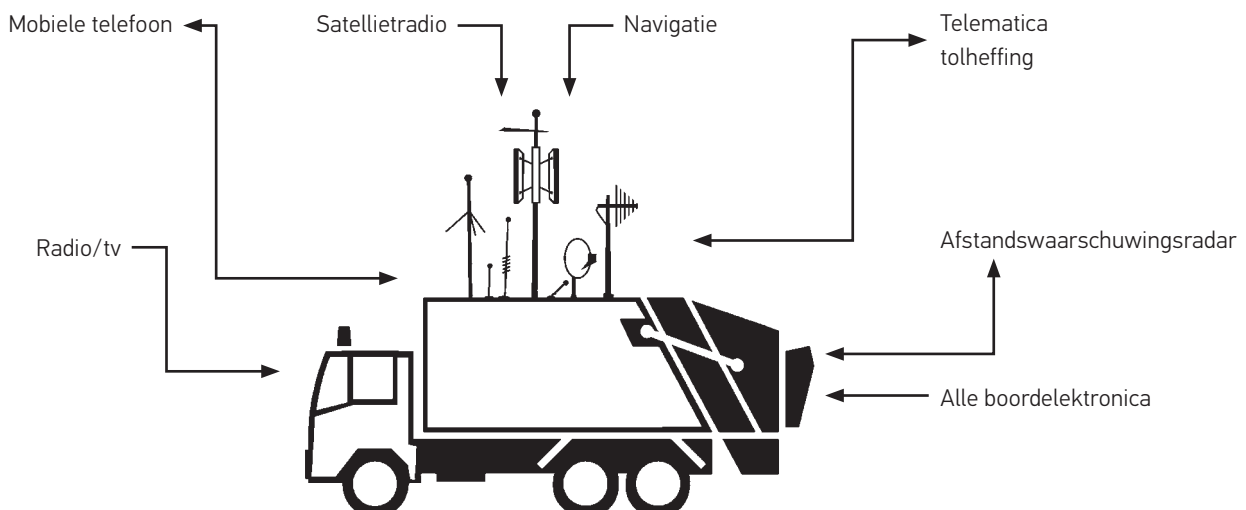 Mobiele telefoon
Satellietradio
Navigatie
Telematica
tolheffing
Radio/tv
Afstandswaarschuwingsradar
Alle boordelektronica